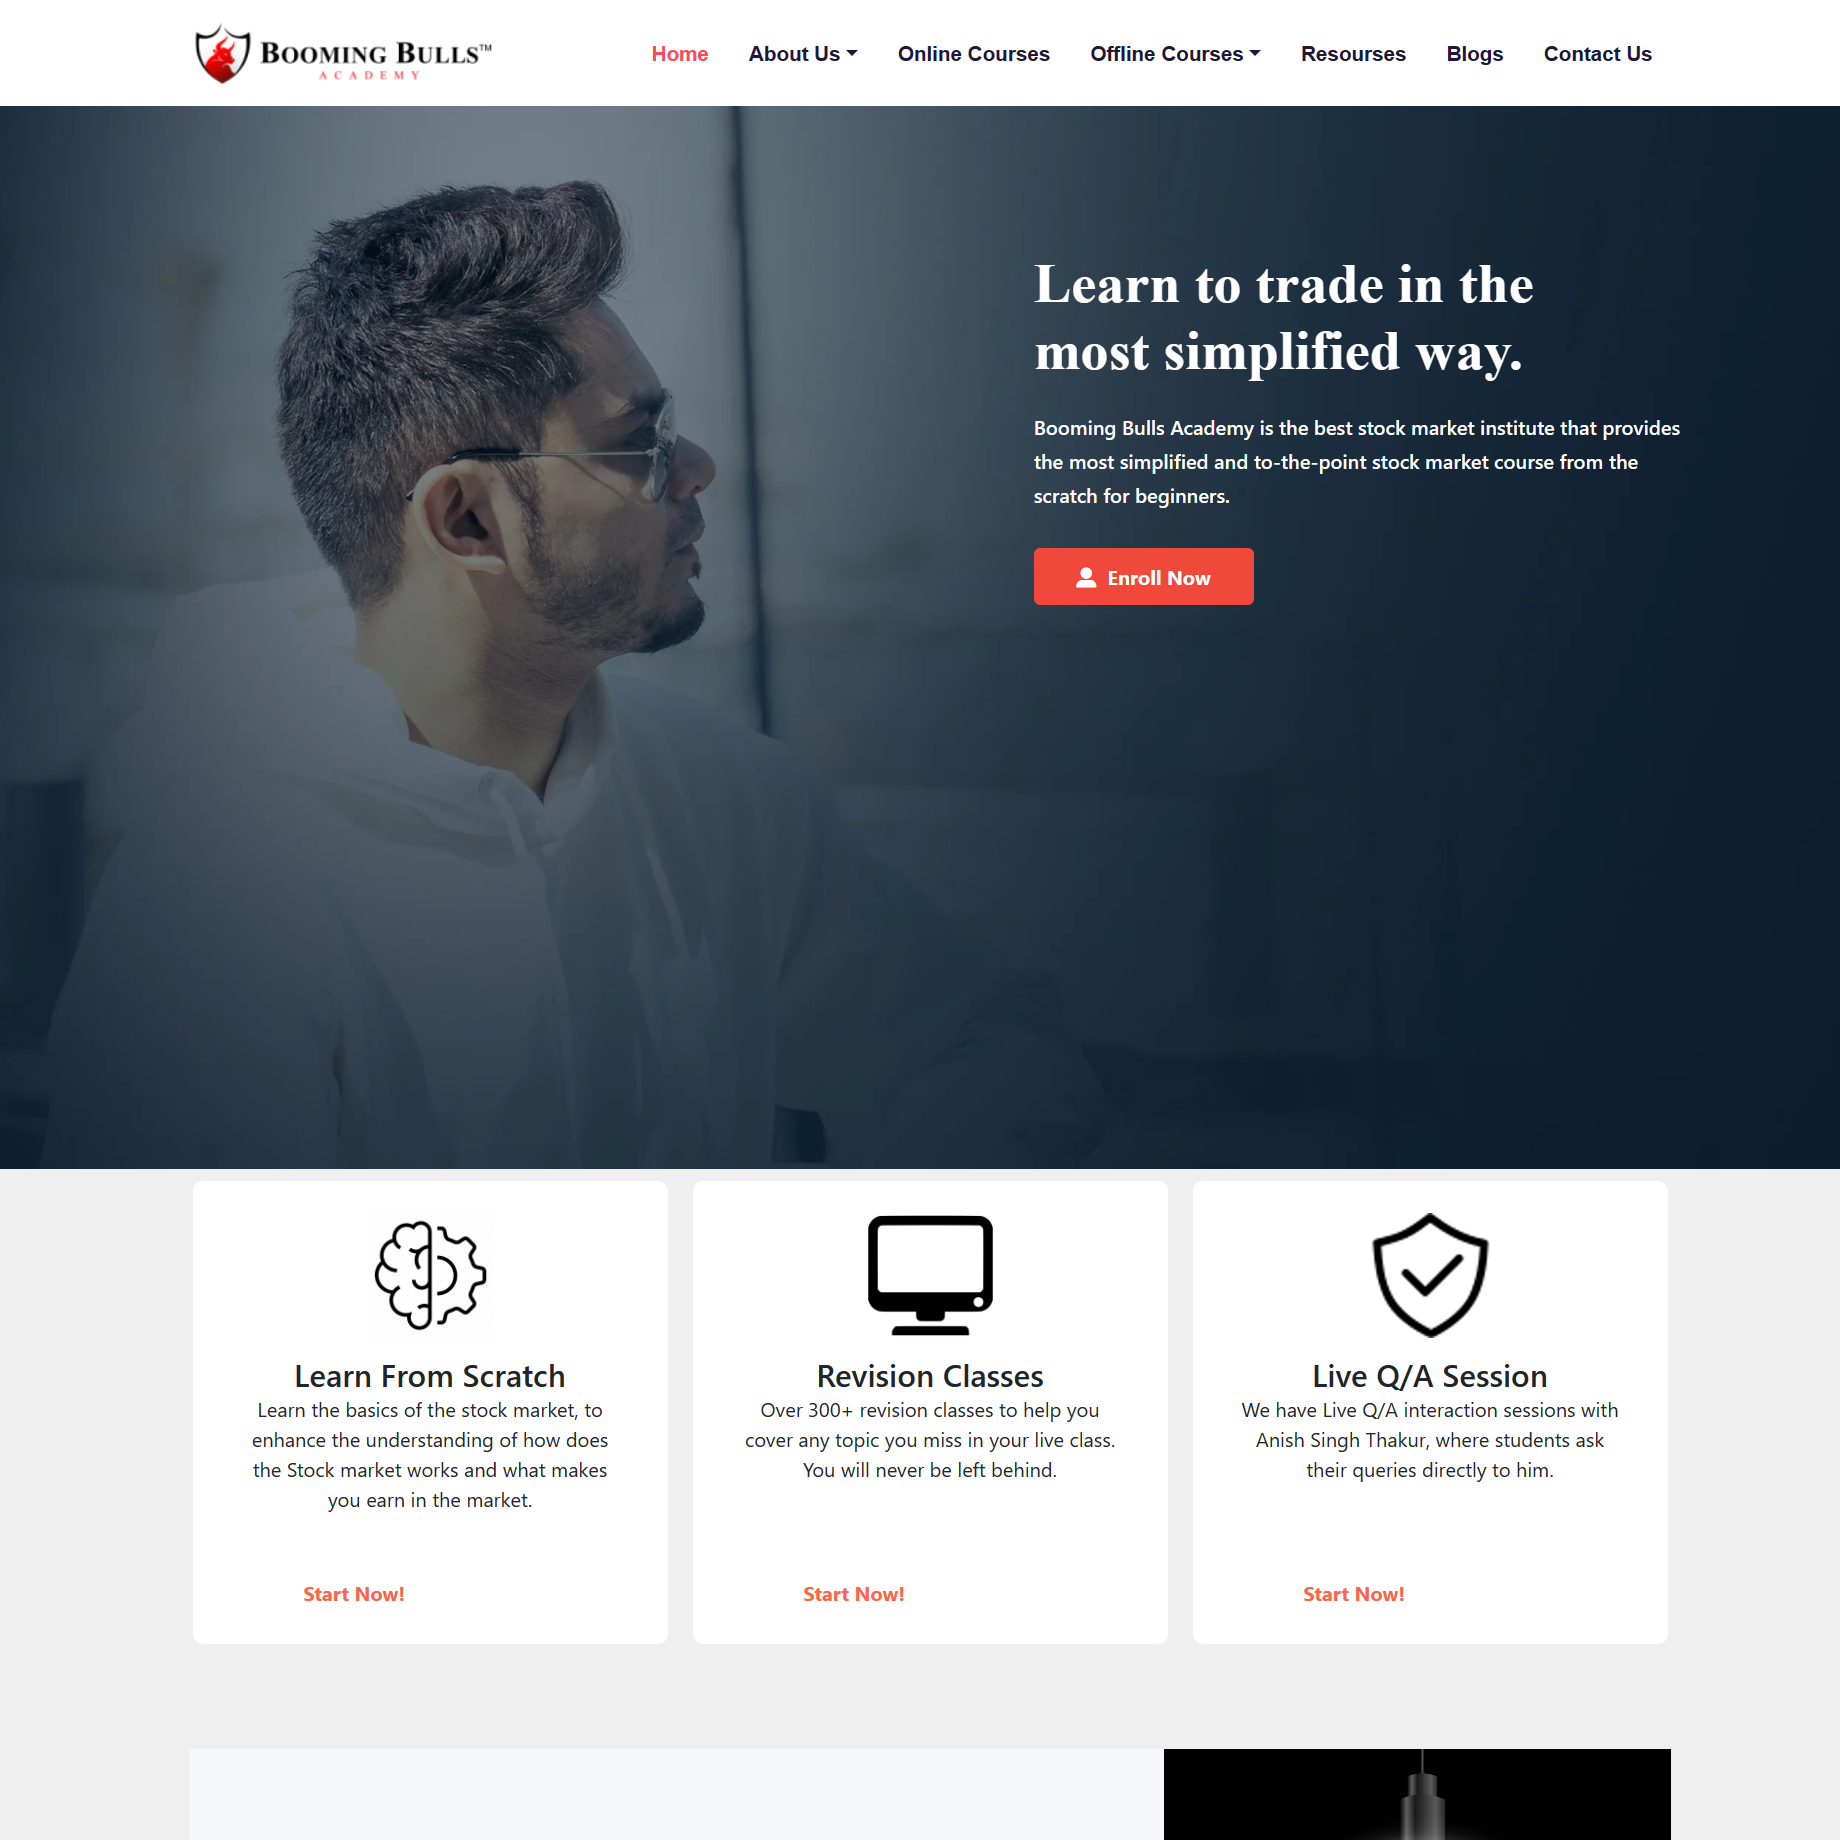 BOOMING BULLS™
ACADEMY
Home About Us Online Courses Offline Courses Resourses Blogs Contact Us
Learn to trade in the
most simplified way.
Booming Bulls Academy is the best stock market institute that provides
the most simplified and to-the-point stock market course from the
scratch for beginners.
Enroll Now
Learn From Scratch
Learn the basics of the stock market, to
enhance the understanding of how does
the Stock market works and what makes
you earn in the market.
Start Now!
Revision Classes
Over 300+ revision classes to help you
cover any topic you miss in your live class.
You will never be left behind.
Start Now!
Live Q/A Session
We have Live Q/A interaction sessions with
Anish Singh Thakur, where students ask
their queries directly to him.
Start Now!